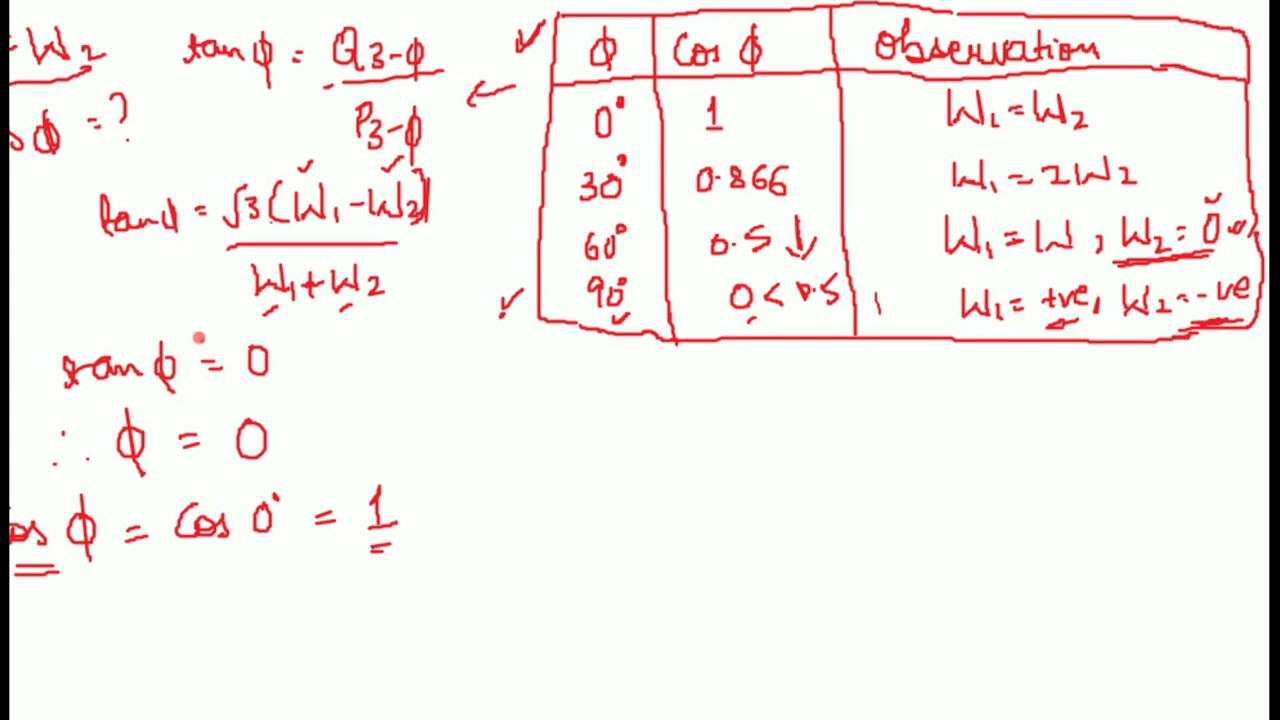 = W2
tan ϕ = Q3-ϕ
P3-ϕ
s ϕ = ?
tan ϕ = √3 (W1 - W2)
W1 + W2
tan ϕ = 0
∴ ϕ = 0
os ϕ = Cos 0° = 1
ϕ Cos ϕ Observation
0° 1 W1 = W2
30° 0.866 W1 = 2W2
60° 0.5 ↓ W1 = W, W2 = 0
90° 0 < 0.5 W1 = +ve, W2 = -ve